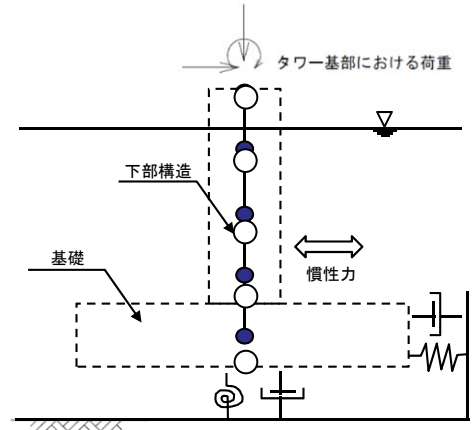 タワー基部における荷重
下部構造
慣性力
基礎